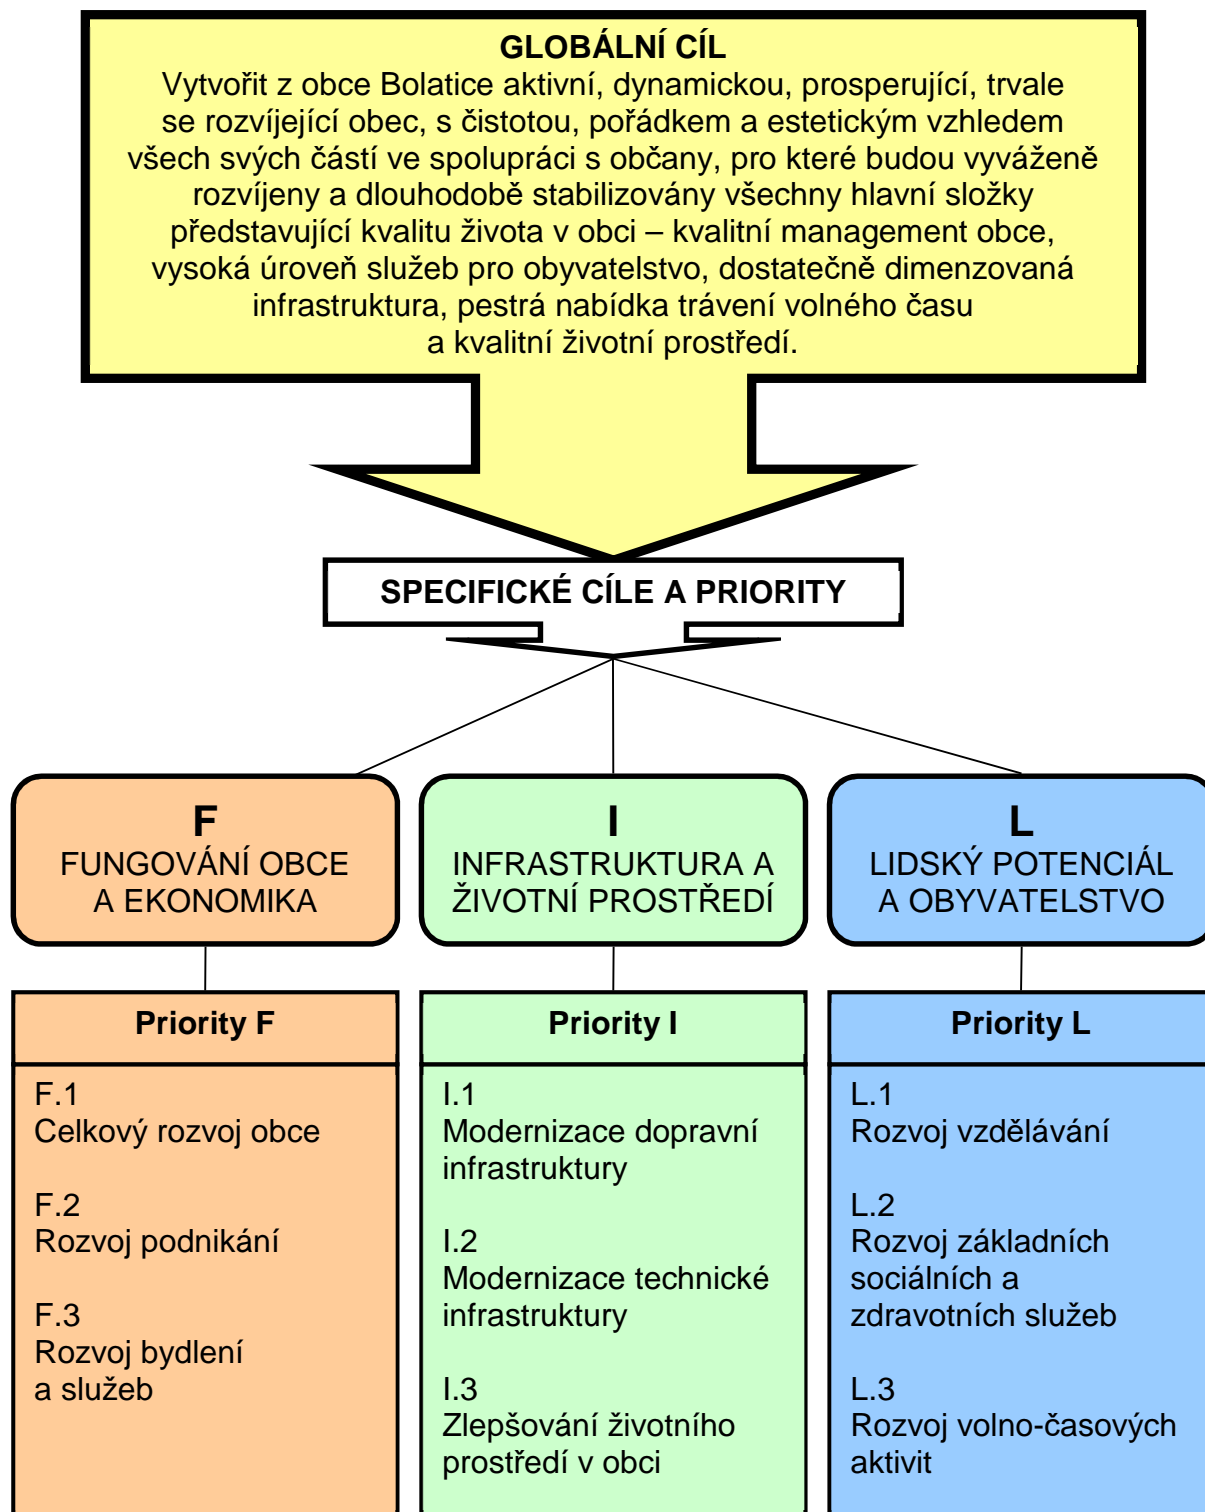 GLOBÁLNÍ CÍL
Vytvořit z obce Bolatice aktivní, dynamickou, prosperující, trvale
se rozvíjející obec, s čistotou, pořádkem a estetickým vzhledem
všech svých částí ve spolupráci s občany, pro které budou vyváženě
rozvíjeny a dlouhodobě stabilizovány všechny hlavní složky
představující kvalitu života v obci – kvalitní management obce,
vysoká úroveň služeb pro obyvatelstvo, dostatečně dimenzovaná
infrastruktura, pestrá nabídka trávení volného času
a kvalitní životní prostředí.
SPECIFICKÉ CÍLE A PRIORITY
F
FUNGOVÁNÍ OBCE
A EKONOMIKA
I
INFRASTRUKTURA A
ŽIVOTNÍ PROSTŘEDÍ
L
LIDSKÝ POTENCIÁL
A OBYVATELSTVO
Priority F
F.1
Celkový rozvoj obce
F.2
Rozvoj podnikání
F.3
Rozvoj bydlení
a služeb
Priority I
I.1
Modernizace dopravní
infrastruktury
I.2
Modernizace technické
infrastruktury
I.3
Zlepšování životního
prostředí v obci
Priority L
L.1
Rozvoj vzdělávání
L.2
Rozvoj základních
sociálních a
zdravotních služeb
L.3
Rozvoj volno-časových
aktivit